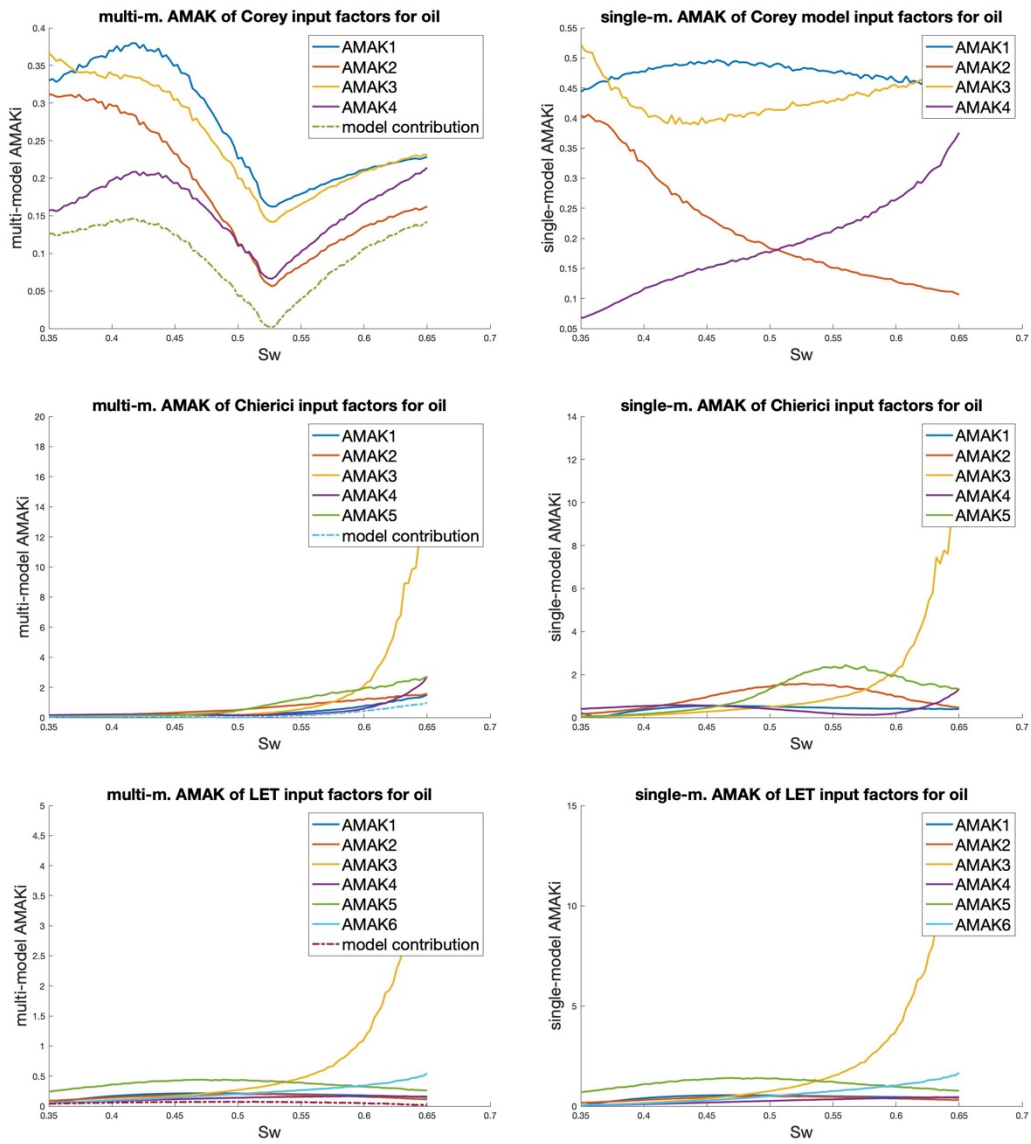 multi-m. AMAK of Corey input factors for oil
0.4
0.35
0.3
0.25
0.2
0.15
0.1
0.05
0
multi-model AMAKi
AMAK1
AMAK2
AMAK3
AMAK4
model contribution
0.35
0.4
0.45
0.5
0.55
0.6
0.65
0.7
Sw
single-m. AMAK of Corey model input factors for oil
0.55
0.5
0.45
0.4
0.35
0.3
0.25
0.2
0.15
0.1
0.05
single-model AMAKi
AMAK1
AMAK2
AMAK3
AMAK4
0.35
0.4
0.45
0.5
0.55
0.6
0.65
0.7
Sw
multi-m. AMAK of Chierici input factors for oil
20
18
16
14
12
10
8
6
4
2
0
multi-model AMAKi
AMAK1
AMAK2
AMAK3
AMAK4
AMAK5
model contribution
0.35
0.4
0.45
0.5
0.55
0.6
0.65
0.7
Sw
single-m. AMAK of Chierici input factors for oil
14
12
10
8
6
4
2
0
single-model AMAKi
AMAK1
AMAK2
AMAK3
AMAK4
AMAK5
0.35
0.4
0.45
0.5
0.55
0.6
0.65
0.7
Sw
multi-m. AMAK of LET input factors for oil
5
4.5
4
3.5
3
2.5
2
1.5
1
0.5
0
multi-model AMAKi
AMAK1
AMAK2
AMAK3
AMAK4
AMAK5
AMAK6
model contribution
0.35
0.4
0.45
0.5
0.55
0.6
0.65
0.7
Sw
single-m. AMAK of LET input factors for oil
15
10
5
0
single-model AMAKi
AMAK1
AMAK2
AMAK3
AMAK4
AMAK5
AMAK6
0.35
0.4
0.45
0.5
0.55
0.6
0.65
0.7
Sw